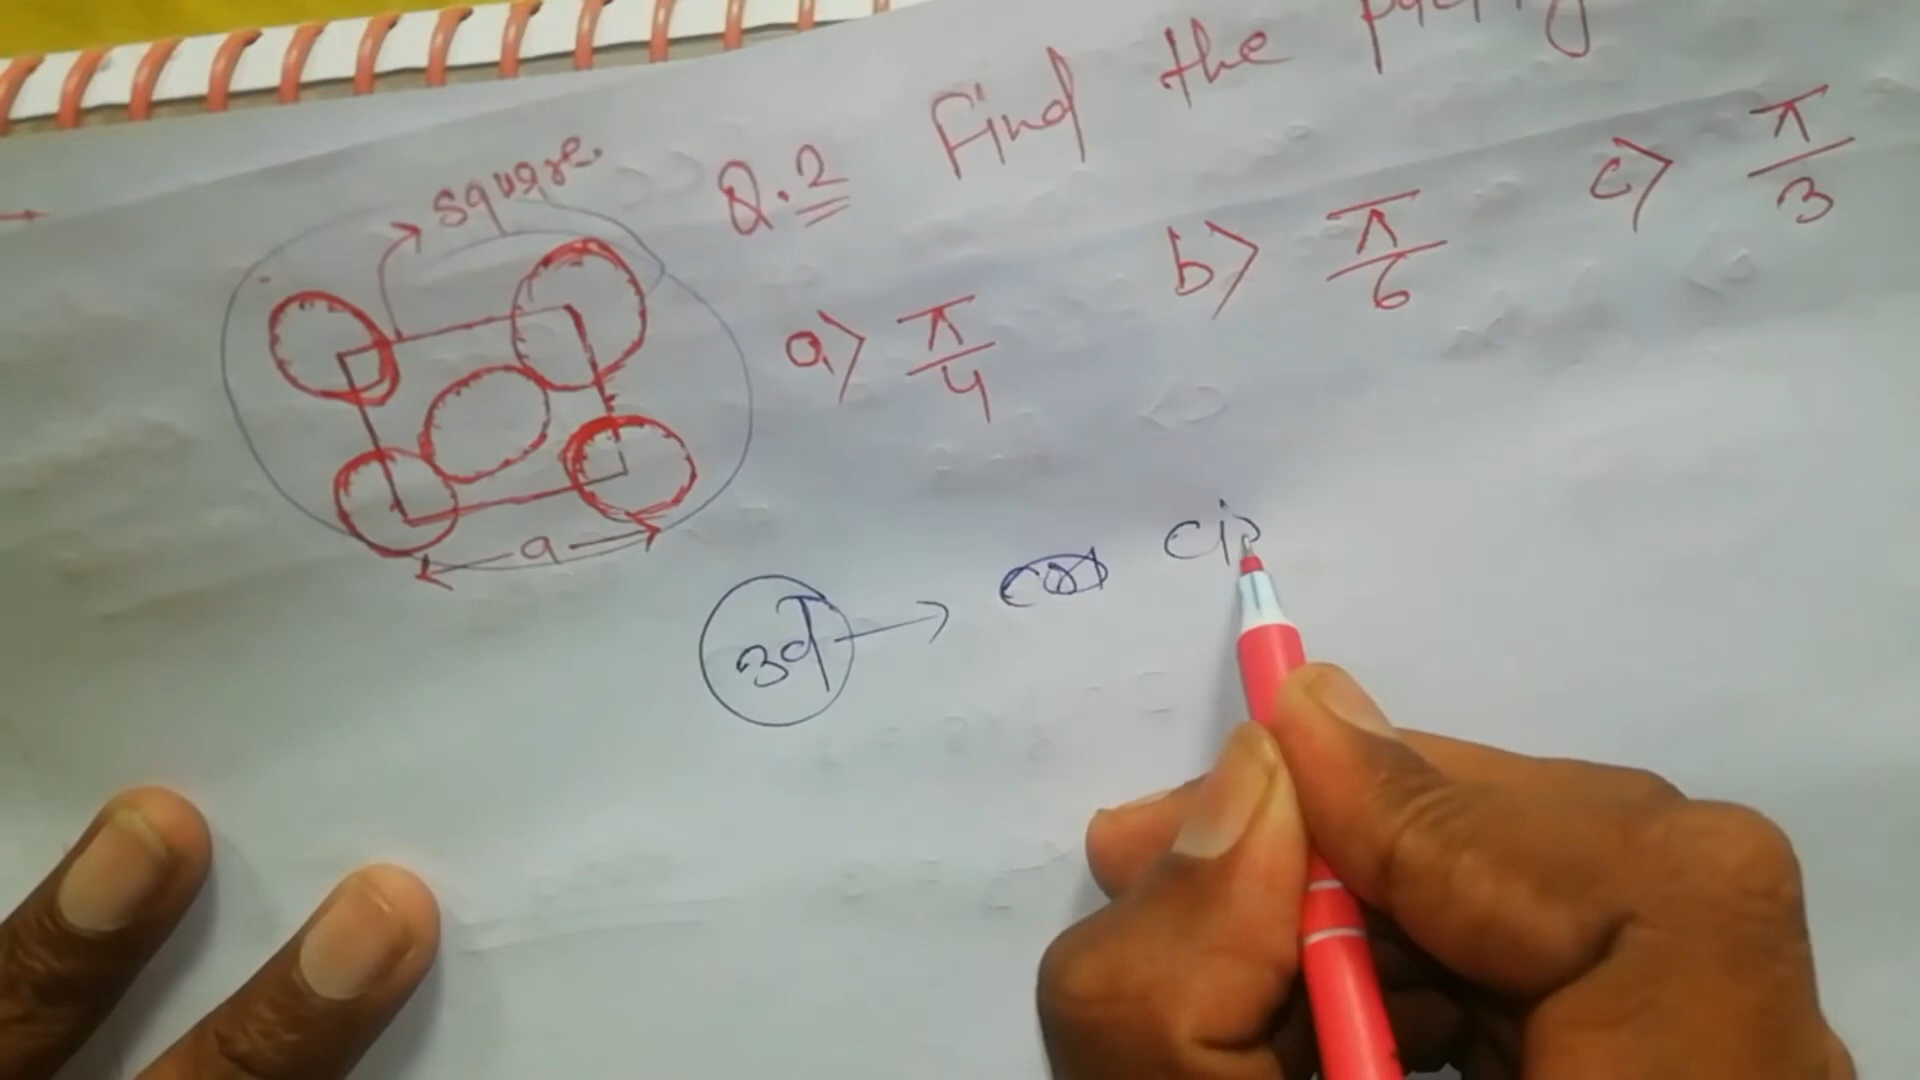 Q.2 Find the
a) π/4 b) π/6 c) π/3
square.
a
3d →